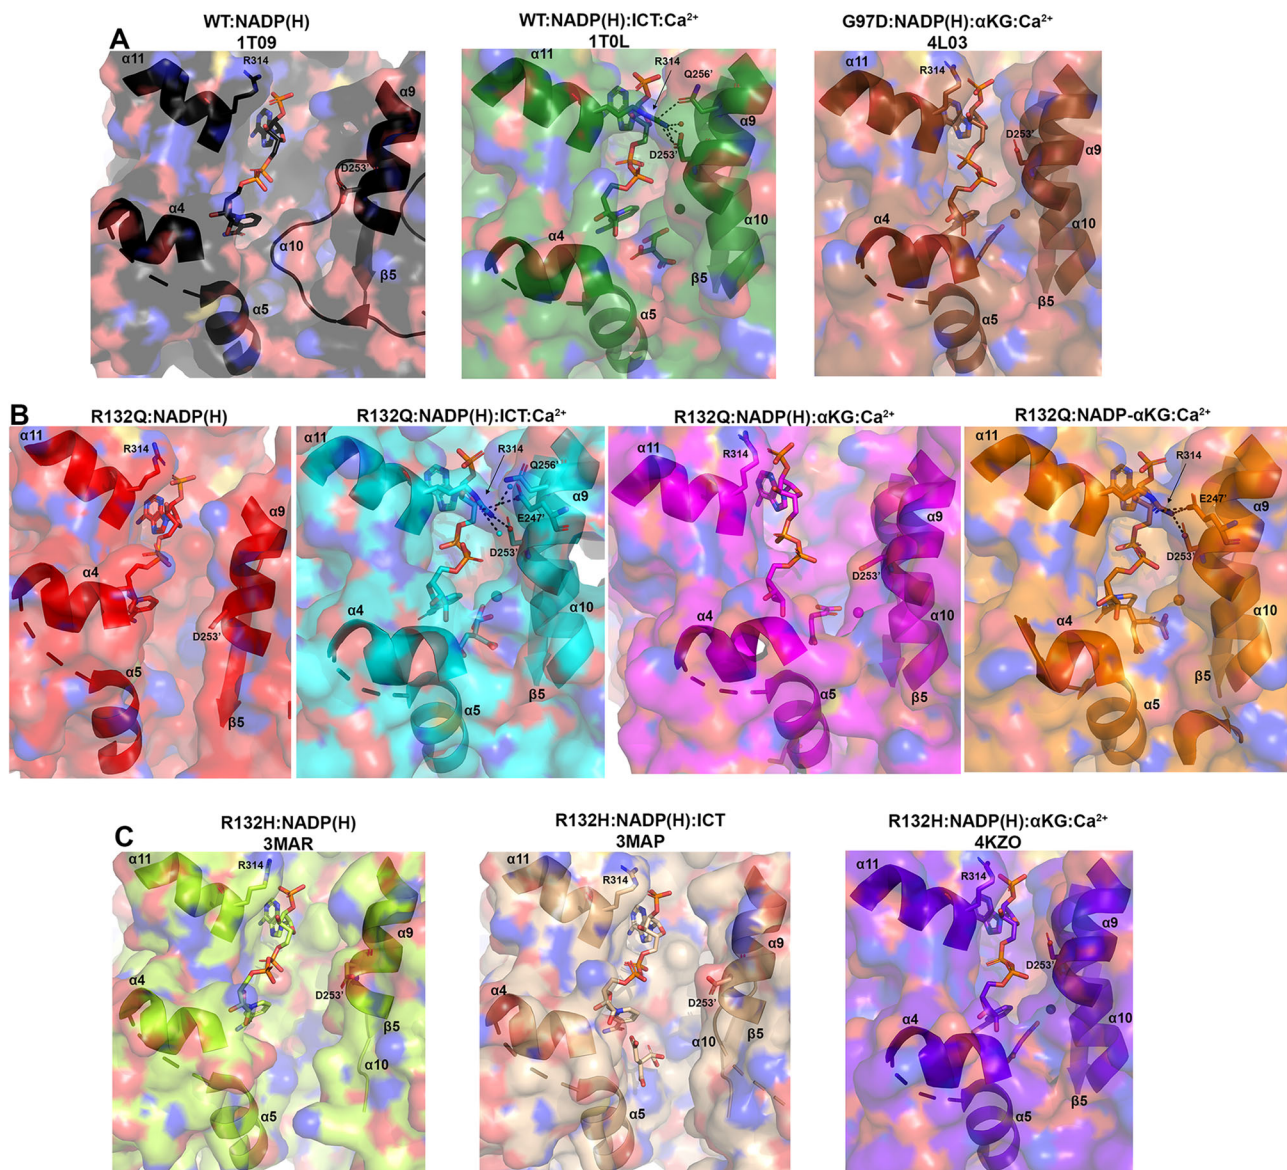 A
WT:NADP(H)
1T09
α11
R314
α9
D253'
α4
α10
β5
α5
WT:NADP(H):ICT:Ca²⁺
1T0L
α11
R314
Q256'
α9
D253'
α10
α4
β5
α5
G97D:NADP(H):αKG:Ca²⁺
4L03
α11
R314
D253'
α9
α4
α10
β5
α5
B
R132Q:NADP(H)
α11
R314
α9
α4
D253'
α5
β5
R132Q:NADP(H):ICT:Ca²⁺
α11
R314
Q256'
α9
E247'
D253'
α10
α4
β5
α5
R132Q:NADP(H):αKG:Ca²⁺
α11
R314
α9
D253'
α10
α4
α5
β5
R132Q:NADP-αKG:Ca²⁺
α11
R314
E247'
α9
D253'
α10
α4
β5
α5
C
R132H:NADP(H)
3MAR
α11
R314
α9
α4
D253'
β5
α10
α5
R132H:NADP(H):ICT
3MAP
α11
R314
α9
α4
D253'
β5
α10
α5
R132H:NADP(H):αKG:Ca²⁺
4KZO
α11
R314
α9
D253'
α10
α4
β5
α5